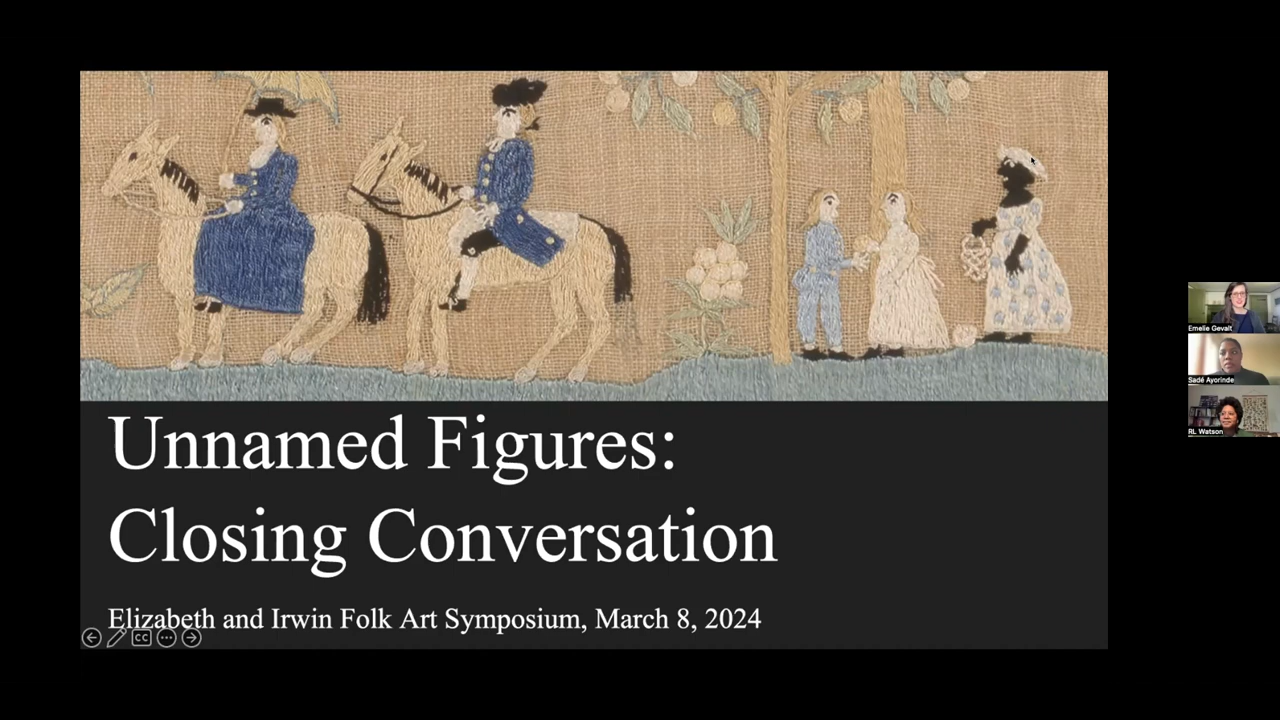 Unnamed Figures:
Closing Conversation
Elizabeth and Irwin Folk Art Symposium, March 8, 2024
CC
Emelie Gevalt
Sadé Ayorinde
RL Watson